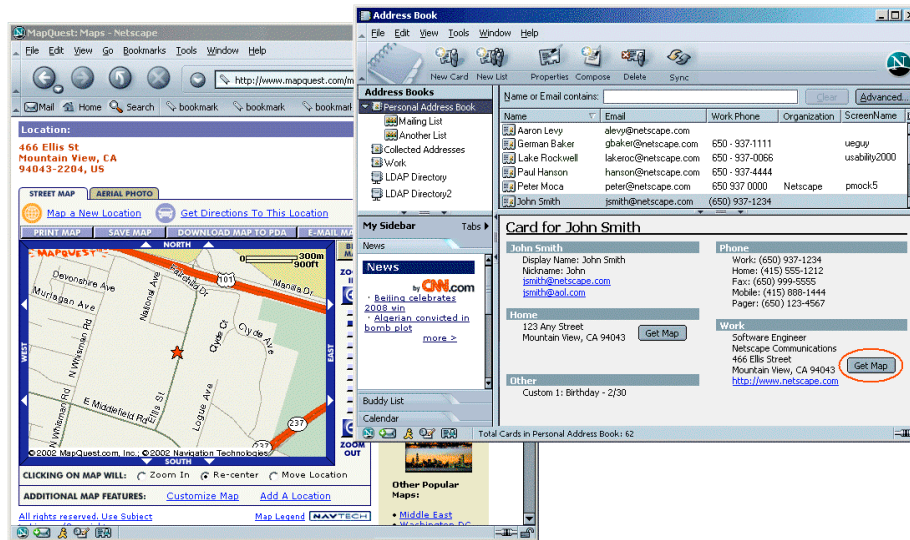 MapQuest: Maps - Netscape
File Edit View Go Bookmarks Tools Window Help
http://www.mapquest.com/m
Mail Home Search bookmark bookmark bookmark
Location:
466 Ellis St
Mountain View, CA
94043-2204, US
STREET MAP AERIAL PHOTO
Map a New Location Get Directions To This Location
PRINT MAP SAVE MAP DOWNLOAD MAP TO PDA E-MAIL MA
NORTH
MAPQUEST
0 300m
900ft
Devonshire Ave
Murlagan Ave
National Ave
Fairchild Dr
101
Manila Dr
N Whisman Rd
Clyde Ct
Clyde Ave
WEST
EAST
N Whisman Rd
E Middlefield Rd
Ellis St
Logue Ave
237
237
©2002 MapQuest.com, Inc.; ©2002 Navigation Technologies
SOUTH
ZOOM
OUT
CLICKING ON MAP WILL: Zoom In Re-center Move Location
ADDITIONAL MAP FEATURES: Customize Map Add A Location
All rights reserved. Use Subject
Map Legend NAVTECH
Other Popular
Maps:
Middle East
Washington DC
Address Book
File Edit View Tools Window Help
New Card New List Properties Compose Delete Sync
Address Books
Personal Address Book
Mailing List
Another List
Collected Addresses
Work
LDAP Directory
LDAP Directory2
Name or Email contains: Clear Advanced...
Name Email Work Phone Organization ScreenName
Aaron Levy alevy@netscape.com
German Baker gbaker@netscape.com 650 - 937-1111 ueguy
Lake Rockwell lakeroc@netscape.com 650 - 937-0066 usability2000
Paul Hanson hanson@netscape.com 650 - 937-4444
Peter Moca peter@netscape.com 650 937 0000 Netscape pmock5
John Smith jsmith@netscape.com (650) 937-1234
My Sidebar Tabs
News
News
by CNN.com
Beijing celebrates
2008 win
Algerian convicted in
bomb plot
more >
Buddy List
Calendar
Card for John Smith
John Smith
Display Name: John Smith
Nickname: John
jsmith@netscape.com
jsmith@aol.com
Home
123 Any Street
Mountain View, CA 94043
Get Map
Other
Custom 1: Birthday - 2/30
Phone
Work: (650) 937-1234
Home: (415) 555-1212
Fax: (650) 999-5555
Mobile: (415) 888-1444
Pager: (650) 123-4567
Work
Software Engineer
Netscape Communications
466 Ellis Street
Mountain View, CA 94043
http://www.netscape.com
Get Map
Total Cards in Personal Address Book: 62